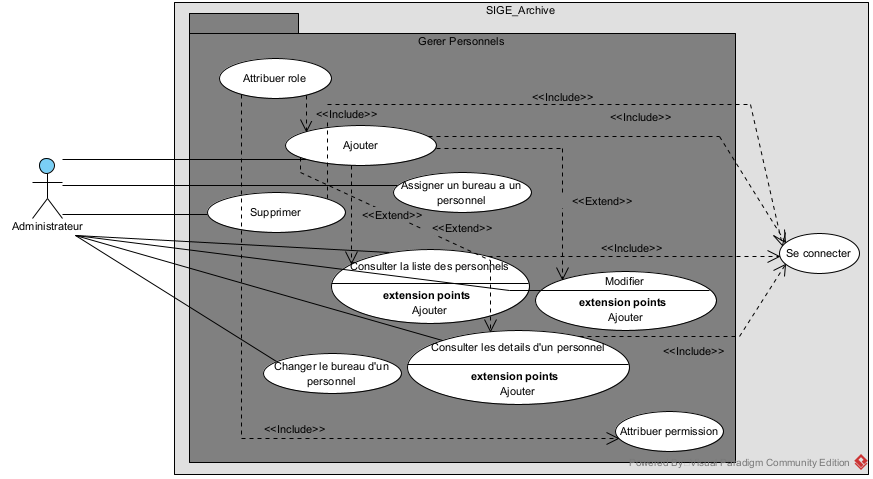 SIGE_Archive
Gerer Personnels
Attribuer role
<<Include>>
<<Include>>
<<Include>>
Ajouter
Assigner un bureau a un
personnel
<<Extend>>
Supprimer
<<Extend>>
<<Extend>>
Administrateur
<<Include>>
Se connecter
Consulter la liste des personnels
extension points
Ajouter
Modifier
extension points
Ajouter
Consulter les details d'un personnel
extension points
Ajouter
<<Include>>
Changer le bureau d'un
personnel
<<Include>>
Attribuer permission
Powered By Visual Paradigm Community Edition